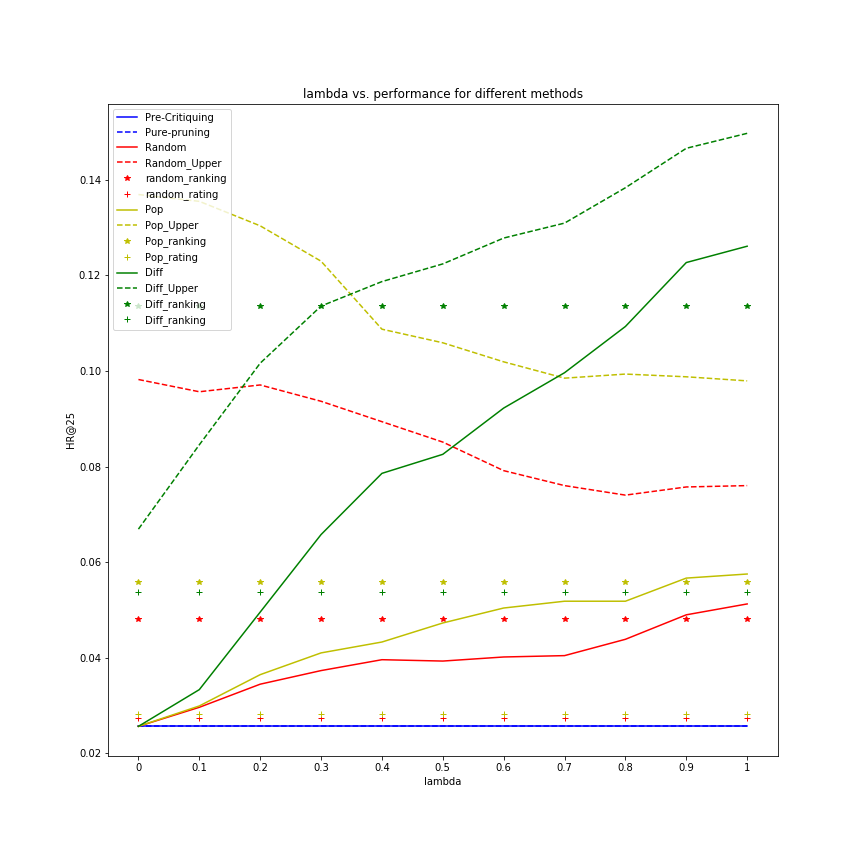 lambda vs. performance for different methods
Pre-Critiquing
Pure-pruning
Random
Random_Upper
random_ranking
random_rating
Pop
Pop_Upper
Pop_ranking
Pop_rating
Diff
Diff_Upper
Diff_ranking
Diff_ranking
0.14
0.12
0.10
0.08
0.06
0.04
0.02
HR@25
0 0.1 0.2 0.3 0.4 0.5 0.6 0.7 0.8 0.9 1
lambda